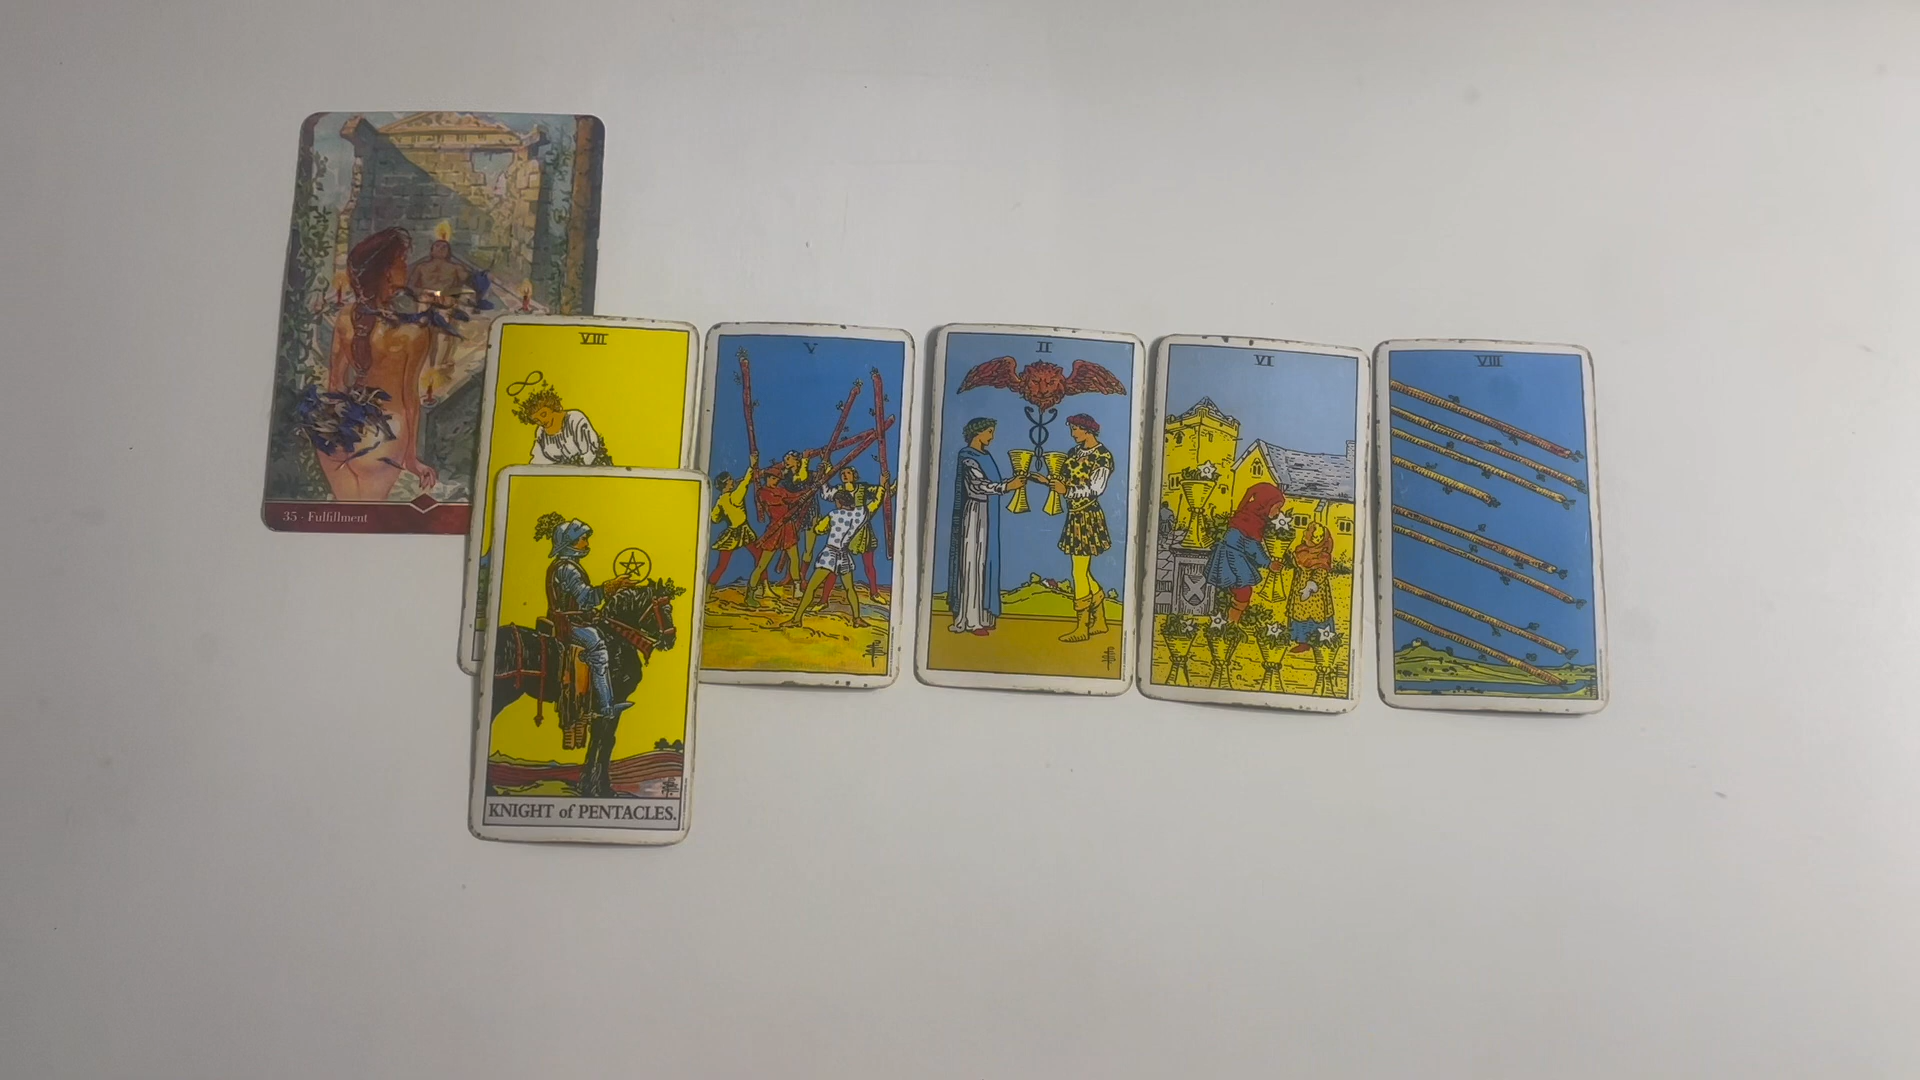 35 · Fulfillment
VIII
V
II
VI
VIII
KNIGHT of PENTACLES.